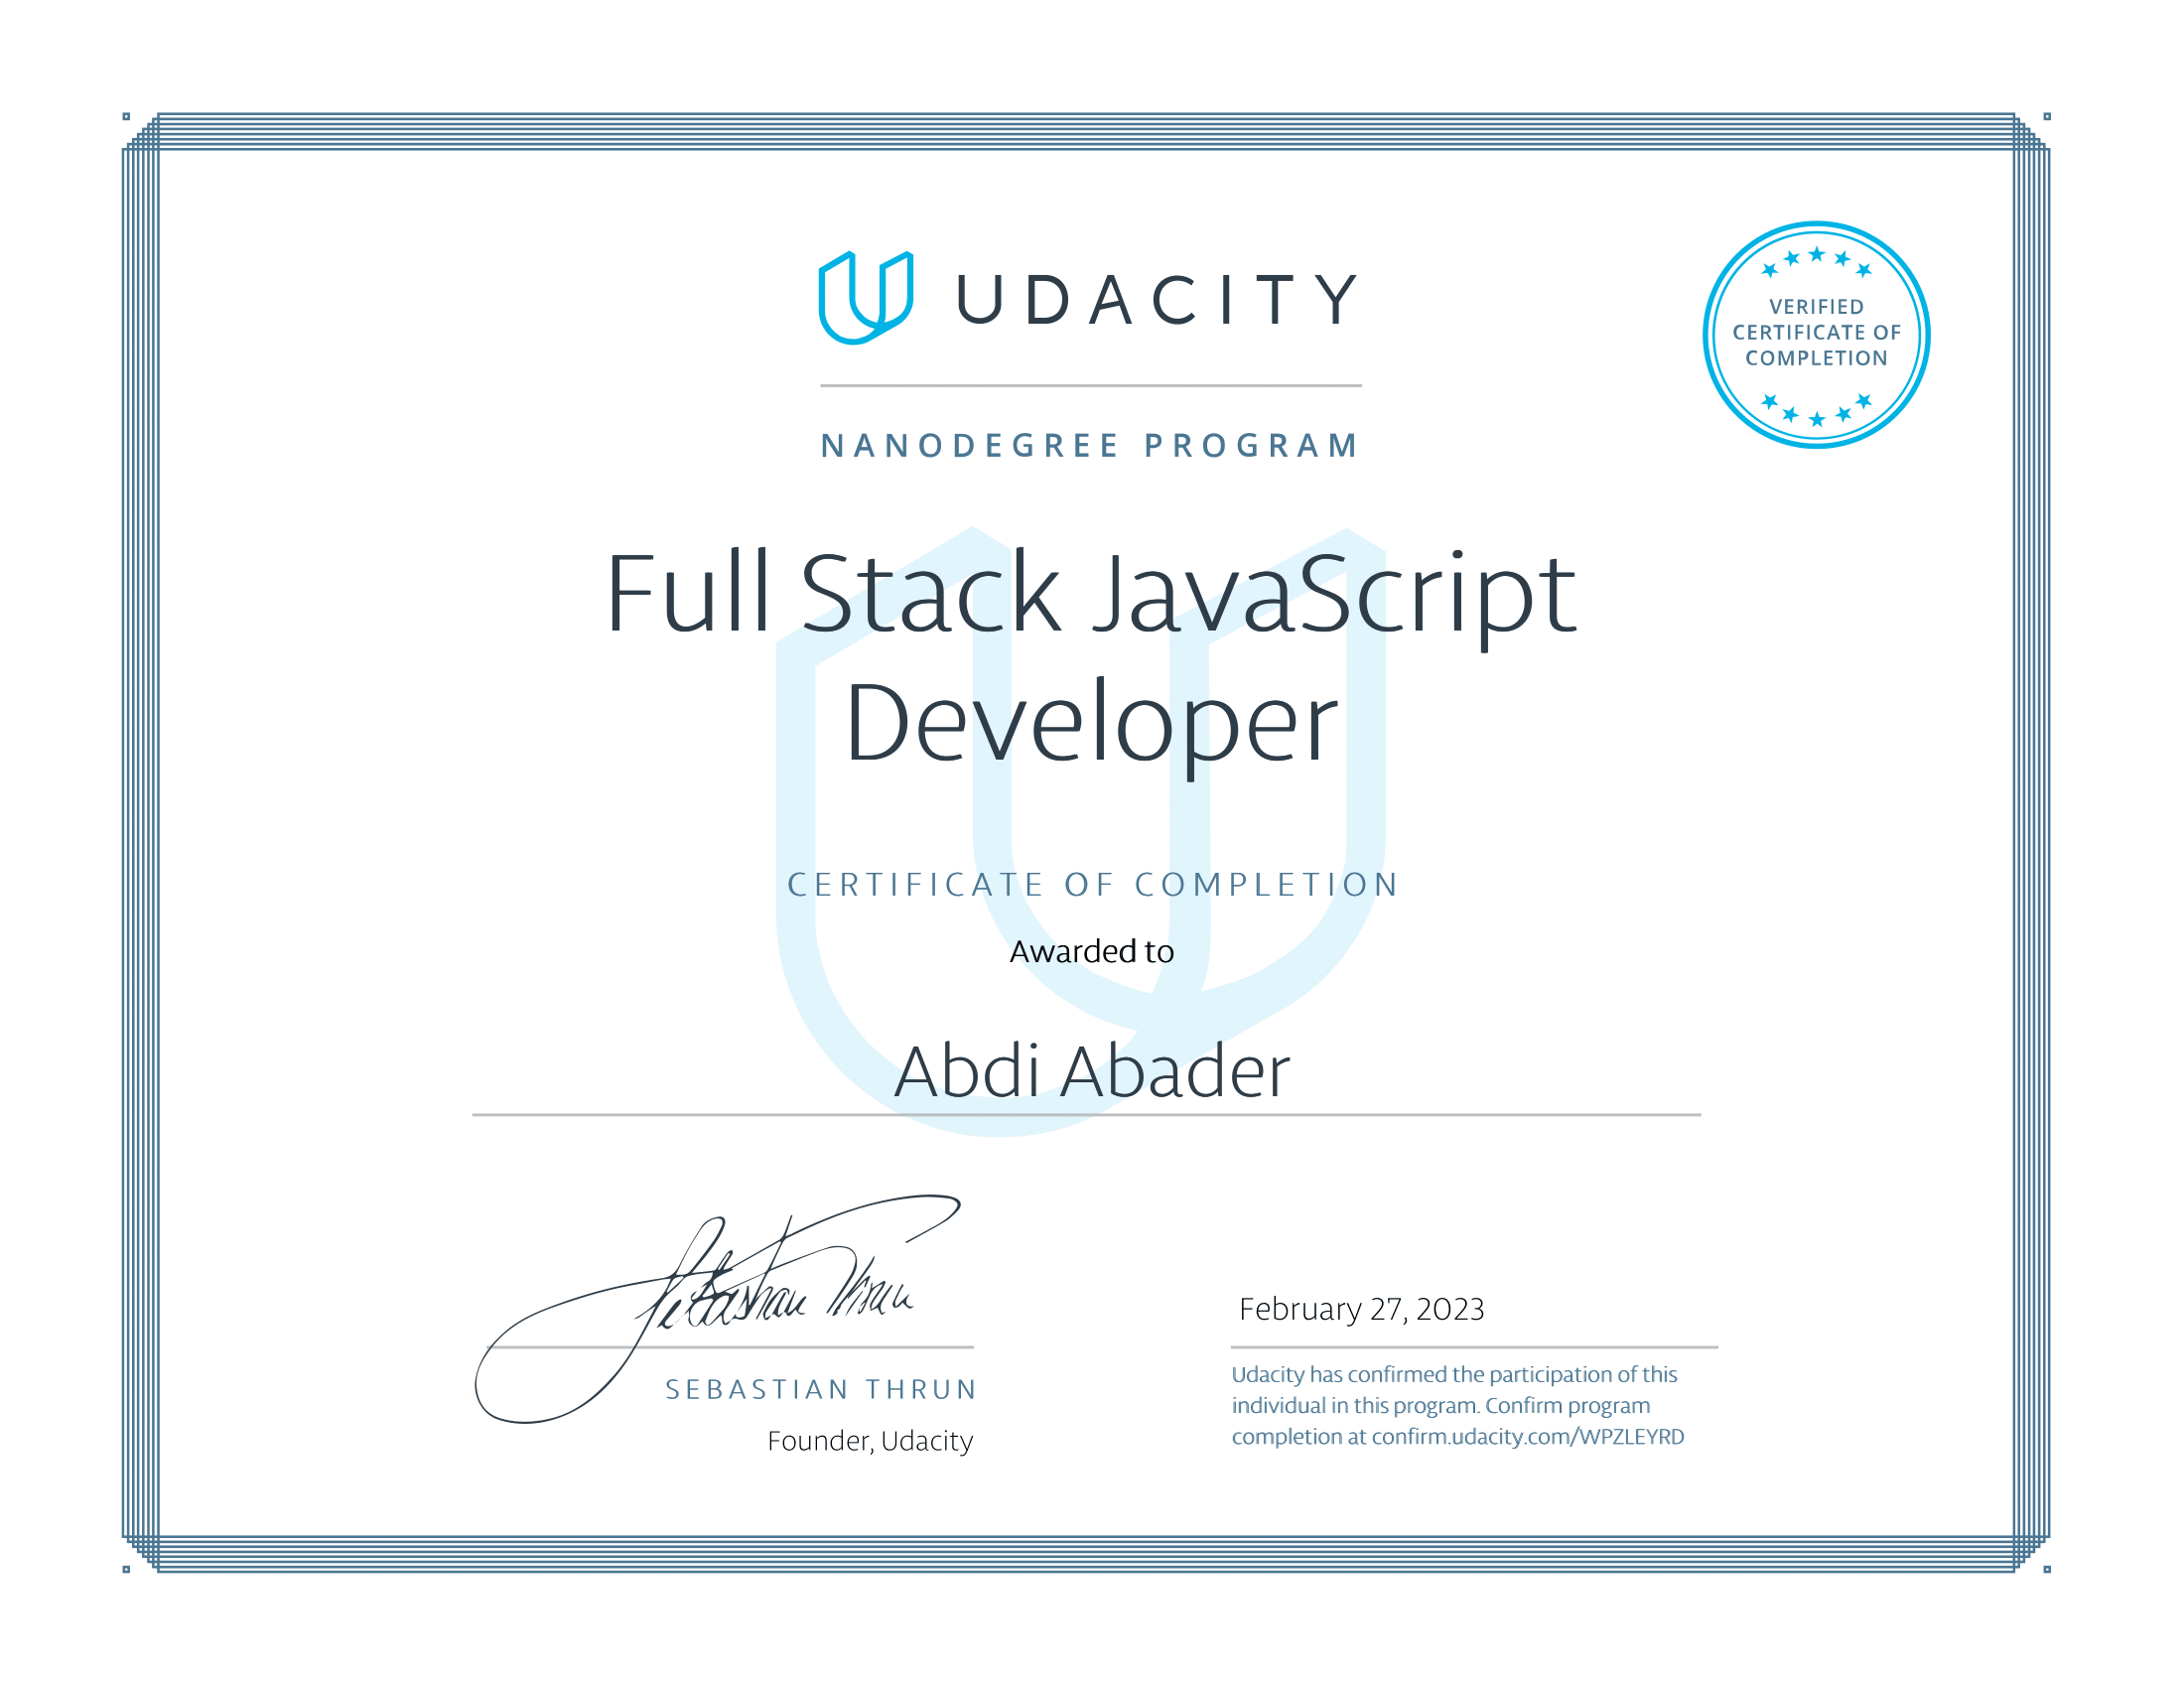 UDACITY
VERIFIED
CERTIFICATE OF
COMPLETION
NANODEGREE PROGRAM
Full Stack JavaScript
Developer
CERTIFICATE OF COMPLETION
Awarded to
Abdi Abader
Sebastian Thrun
SEBASTIAN THRUN
Founder, Udacity
February 27, 2023
Udacity has confirmed the participation of this
individual in this program. Confirm program
completion at confirm.udacity.com/WPZLEYRD